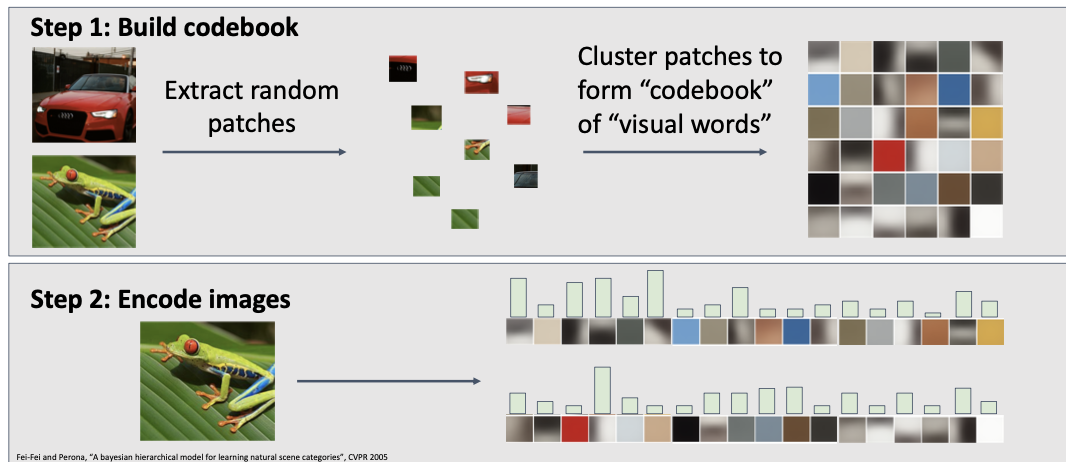 Step 1: Build codebook
Extract random
patches
Cluster patches to
form “codebook”
of “visual words”
Step 2: Encode images
Fei-Fei and Perona, “A bayesian hierarchical model for learning natural scene categories”, CVPR 2005